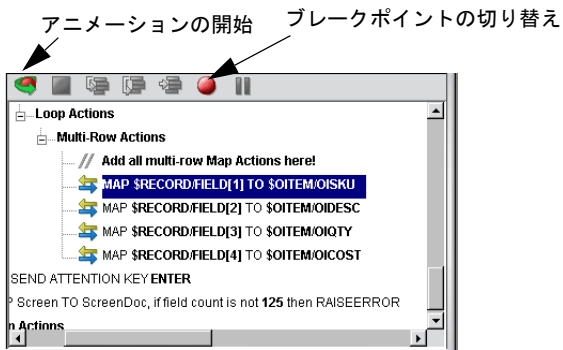 アニメーションの開始
ブレークポイントの切り替え
Loop Actions
Multi-Row Actions
// Add all multi-row Map Actions here!
MAP $RECORD/FIELD[1] TO $OITEM/OISKU
MAP $RECORD/FIELD[2] TO $OITEM/OIDESC
MAP $RECORD/FIELD[3] TO $OITEM/OIQTY
MAP $RECORD/FIELD[4] TO $OITEM/OICOST
SEND ATTENTION KEY ENTER
Screen TO ScreenDoc, if field count is not 125 then RAISEERROR
n Actions